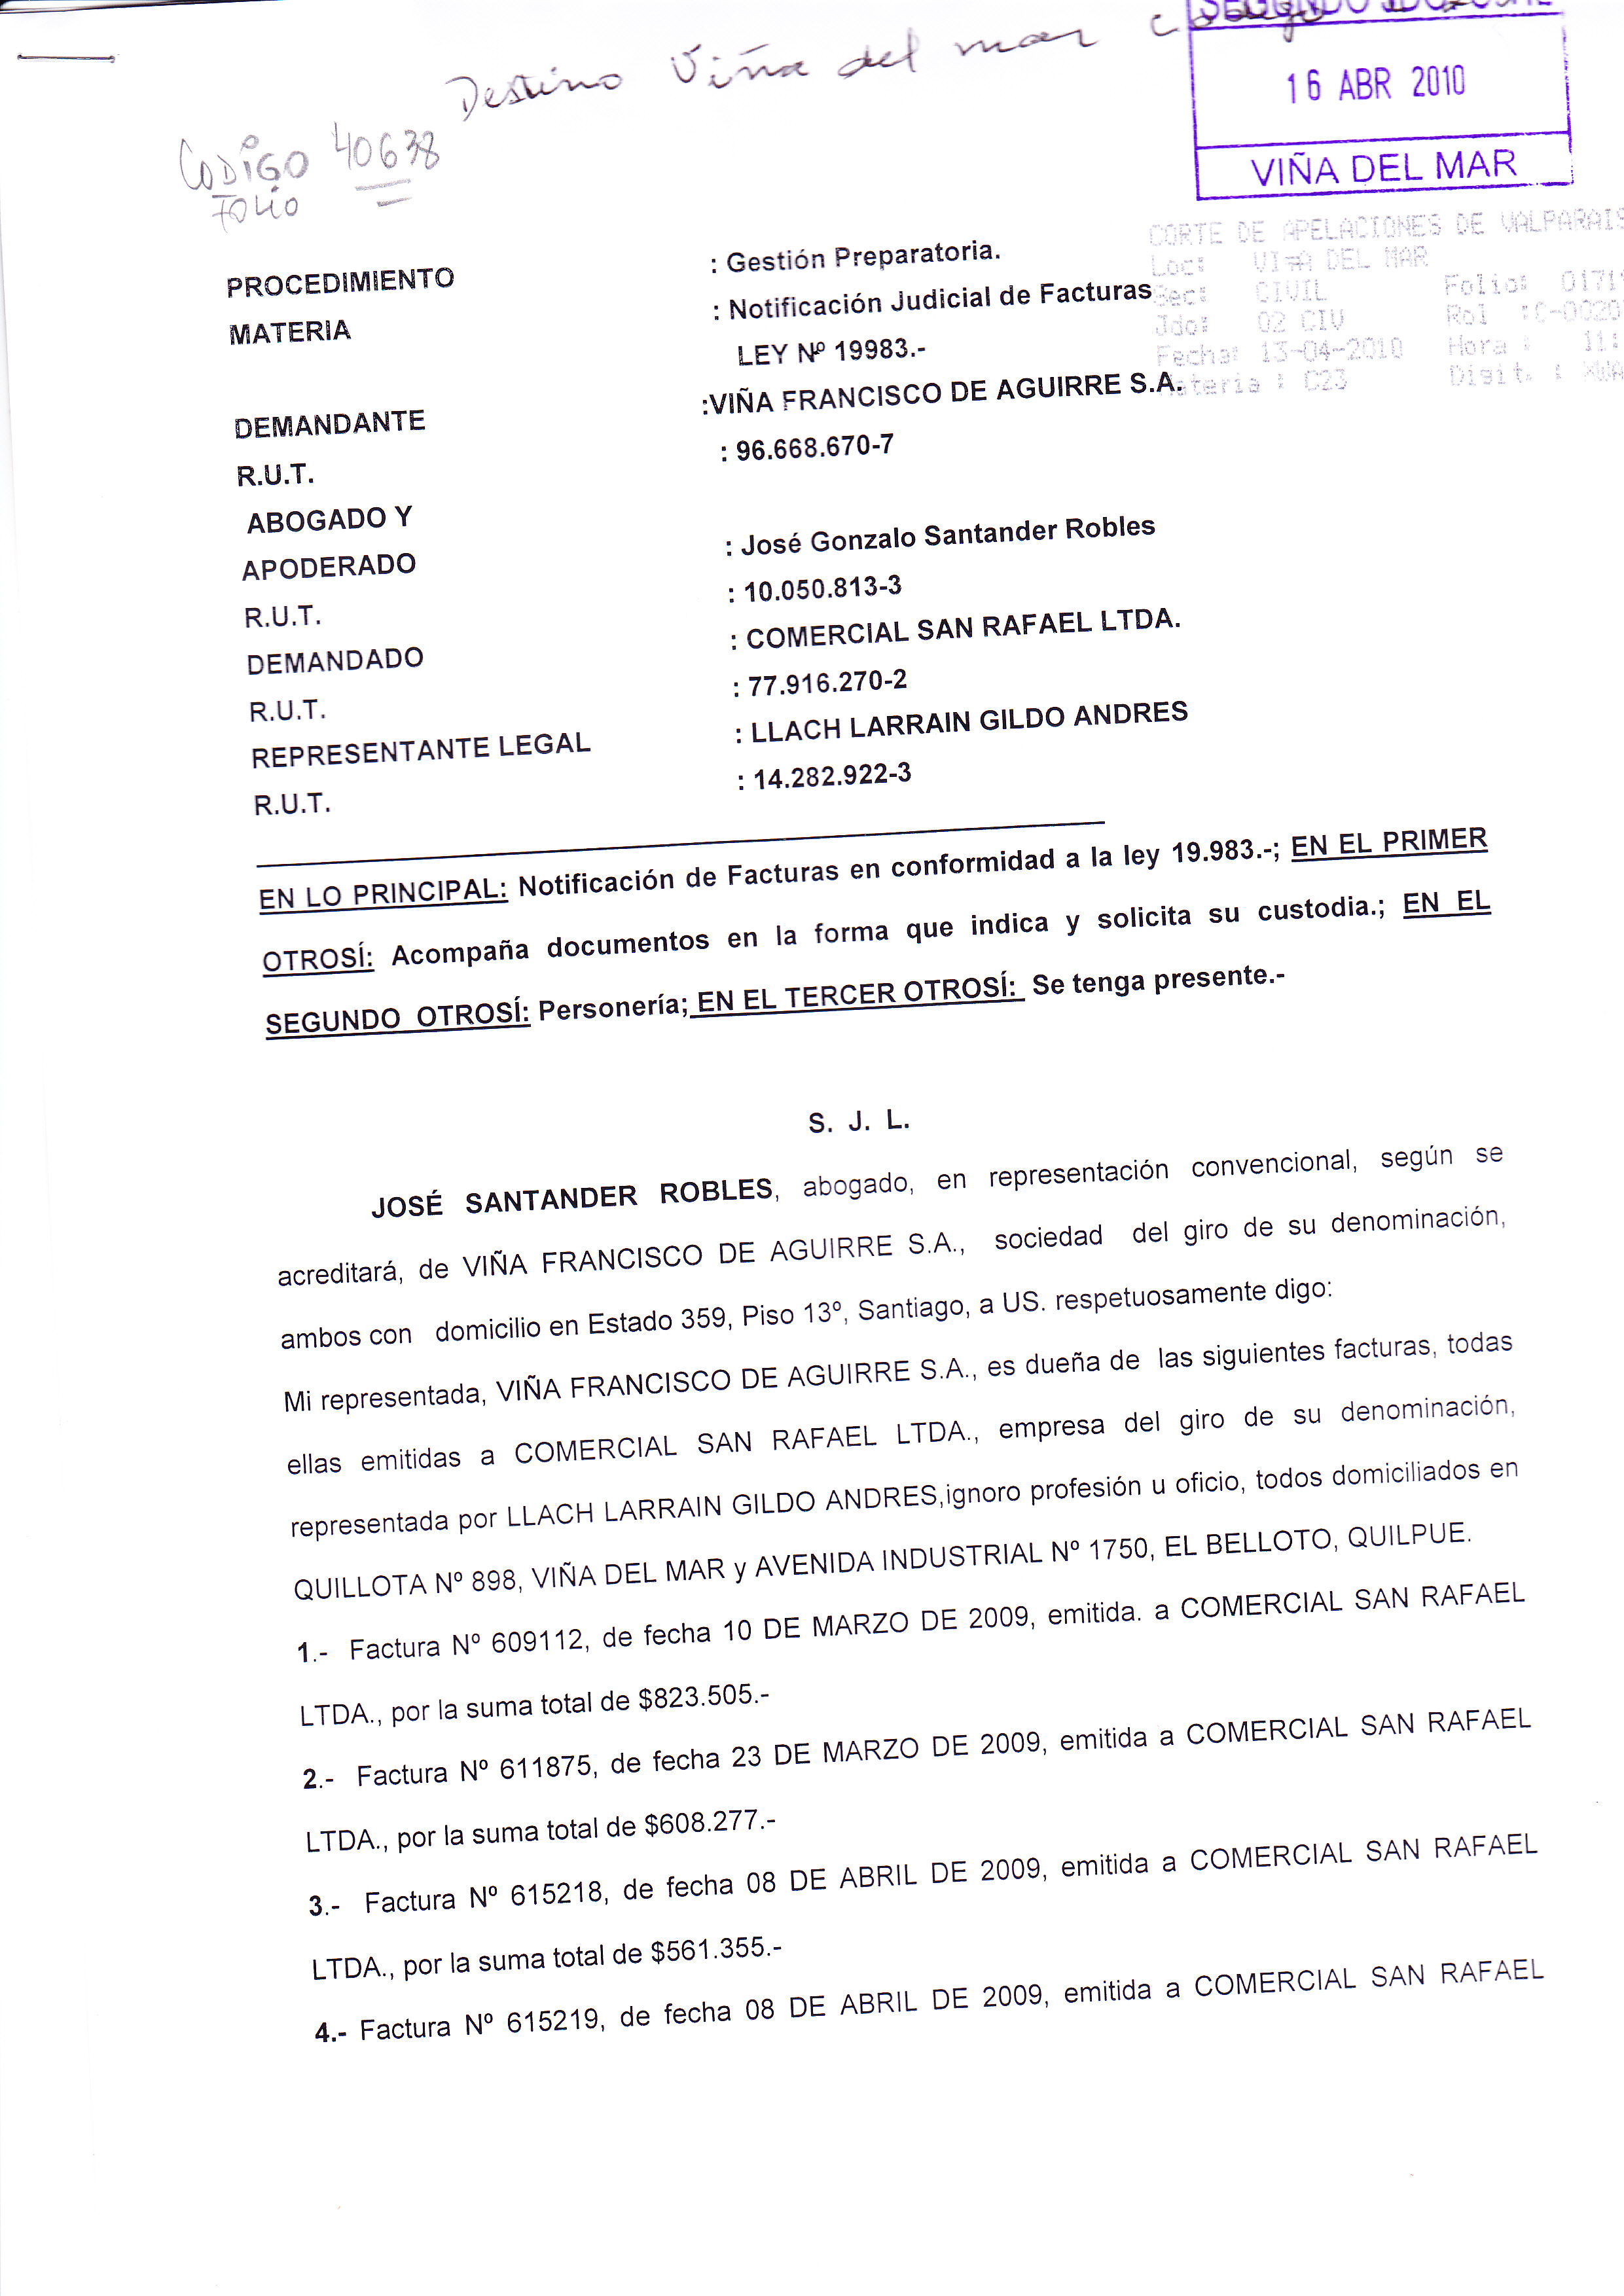 Destino Viña del mar
16 ABR 2010
VIÑA DEL MAR
CODIGO 40638
FOLIO
CORTE DE APELACIONES DE VALPARAIS
Loc: VIÑA DEL MAR
Sec: CIVIL Folio: 0171
Jdo: 02 CIV Rol :C-0020
Fecha: 13-04-2010 Hora : 11:
Materia : C23 Digit. :
PROCEDIMIENTO : Gestión Preparatoria.
MATERIA : Notificación Judicial de Facturas
LEY Nº 19983.-
DEMANDANTE :VIÑA FRANCISCO DE AGUIRRE S.A.
R.U.T. : 96.668.670-7
ABOGADO Y
APODERADO : José Gonzalo Santander Robles
R.U.T. : 10.050.813-3
DEMANDADO : COMERCIAL SAN RAFAEL LTDA.
R.U.T. : 77.916.270-2
REPRESENTANTE LEGAL : LLACH LARRAIN GILDO ANDRES
R.U.T. : 14.282.922-3
EN LO PRINCIPAL: Notificación de Facturas en conformidad a la ley 19.983.-; EN EL PRIMER
OTROSÍ: Acompaña documentos en la forma que indica y solicita su custodia.; EN EL
SEGUNDO OTROSÍ: Personería; EN EL TERCER OTROSÍ: Se tenga presente.-
S. J. L.
JOSÉ SANTANDER ROBLES, abogado, en representación convencional, según se
acreditará, de VIÑA FRANCISCO DE AGUIRRE S.A., sociedad del giro de su denominación,
ambos con domicilio en Estado 359, Piso 13º, Santiago, a US. respetuosamente digo:
Mi representada, VIÑA FRANCISCO DE AGUIRRE S.A., es dueña de las siguientes facturas, todas
ellas emitidas a COMERCIAL SAN RAFAEL LTDA., empresa del giro de su denominación,
representada por LLACH LARRAIN GILDO ANDRES,ignoro profesión u oficio, todos domiciliados en
QUILLOTA Nº 898, VIÑA DEL MAR y AVENIDA INDUSTRIAL Nº 1750, EL BELLOTO, QUILPUE.
1.- Factura Nº 609112, de fecha 10 DE MARZO DE 2009, emitida. a COMERCIAL SAN RAFAEL
LTDA., por la suma total de $823.505.-
2.- Factura Nº 611875, de fecha 23 DE MARZO DE 2009, emitida a COMERCIAL SAN RAFAEL
LTDA., por la suma total de $608.277.-
3.- Factura Nº 615218, de fecha 08 DE ABRIL DE 2009, emitida a COMERCIAL SAN RAFAEL
LTDA., por la suma total de $561.355.-
4.- Factura Nº 615219, de fecha 08 DE ABRIL DE 2009, emitida a COMERCIAL SAN RAFAEL